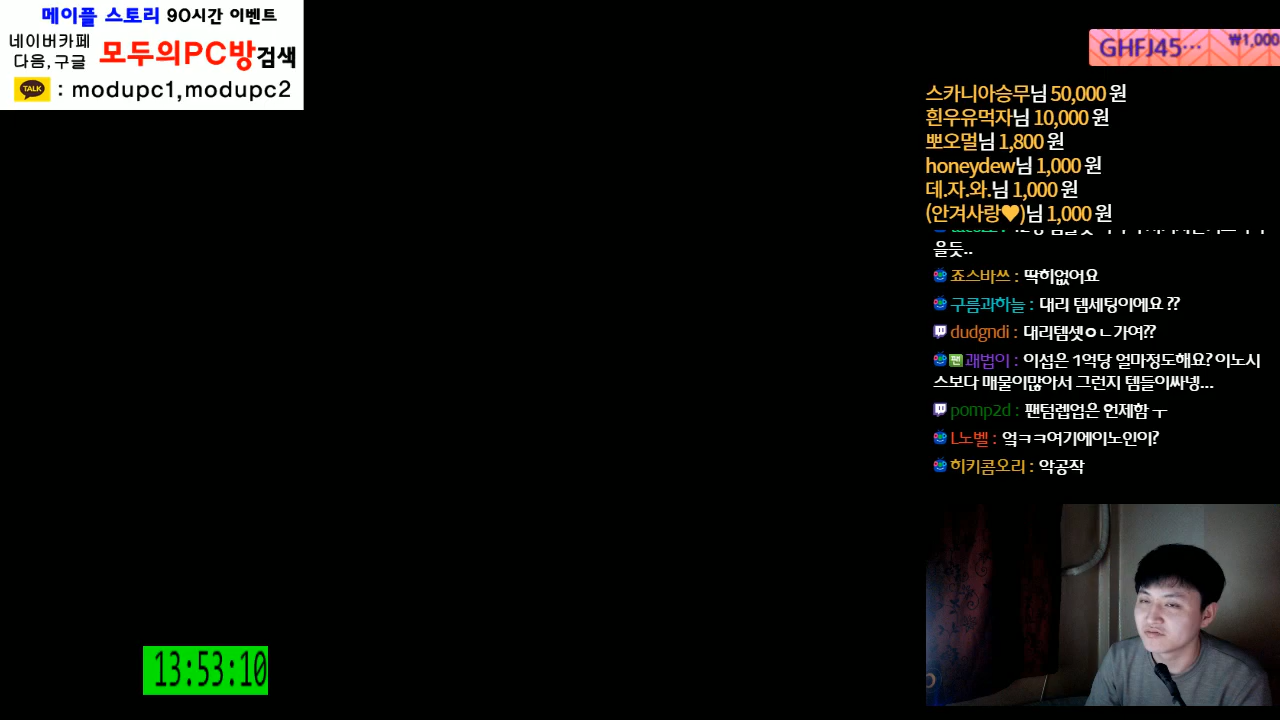 메이플 스토리 90시간 이벤트
네이버카페
다음, 구글
모두의PC방검색
TALK : modupc1,modupc2
GHFJ45… ₩1,000
스카니아승무님 50,000 원
흰우유먹자님 10,000 원
뽀오멀님 1,800 원
honeydew님 1,000 원
데.자.와.님 1,000 원
(안겨사랑♥)님 1,000 원
을듯..
죠스바쓰 : 딱히없어요
구름과하늘 : 대리 템세팅이에요 ??
dudgndi : 대리템셋ㅇㄴ가여??
팬 괘법이 : 이섭은 1억당 얼마정도해요? 이노시
스보다 매물이많아서 그런지 템들이싸넹...
pomp2d : 팬텀렙업은 언제함 ㅜ
L노벨 : 엌ㅋㅋ여기에이노인이?
히키콤오리 : 악공작
13:53:10